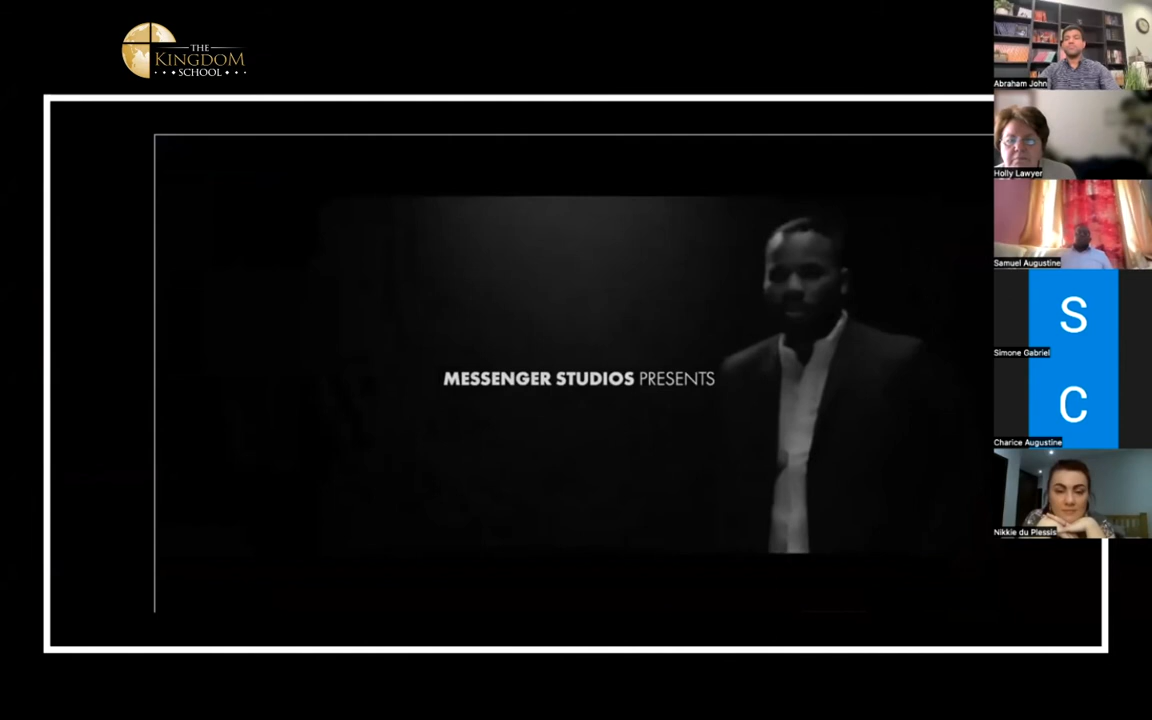 THE
KINGDOM
SCHOOL
MESSENGER STUDIOS PRESENTS
Abraham John
Holly Lawyer
Samuel Augustine
S
Simone Gabriel
C
Charice Augustine
Nikkie du Plessis